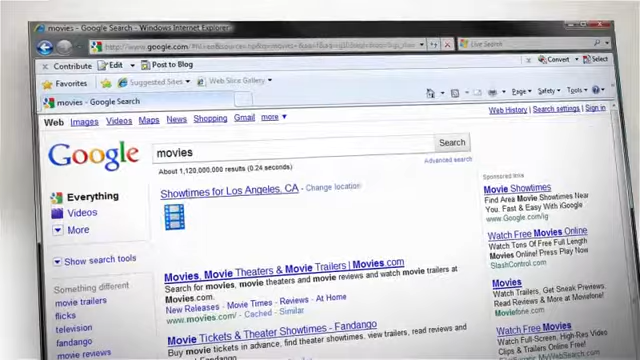 movies - Google Search - Windows Internet Explorer
Live Search
Contribute Edit Post to Blog
Convert Select
Favorites Suggested Sites Web Slice Gallery
movies - Google Search
Page Safety Tools
Web Images Videos Maps News Shopping Gmail more
Web History | Search settings | Sign in
Google
movies
Search
About 1,120,000,000 results (0.24 seconds)
Advanced search
Everything
Videos
More
Show search tools
Something different
movie trailers
flicks
television
fandango
movie reviews
Showtimes for Los Angeles, CA - Change location
Movies, Movie Theaters & Movie Trailers | Movies.com
Search for movies, movie theaters and movie reviews and watch movie trailers at
Movies.com.
New Releases - Movie Times - Reviews - At Home
www.movies.com/ - Cached - Similar
Movie Tickets & Theater Showtimes - Fandango
Buy movie tickets in advance, find theater showtimes, view trailers, read reviews
Sponsored links
Movie Showtimes
Find Area Movie Showtimes Near
You. Fast & Easy With iGoogle
www.Google.com/ig
Watch Free Movies Online
Watch Tons Of Free Full Length
Movies Online! Press Play Now
SlashControl.com
Movies
Watch Trailers, Get Sneak Previews.
Read Reviews & More at Moviefone!
Moviefone.com
Watch Free Movies
Watch Full-Screen, High-Res Video
Clips & Trailers Online Free!